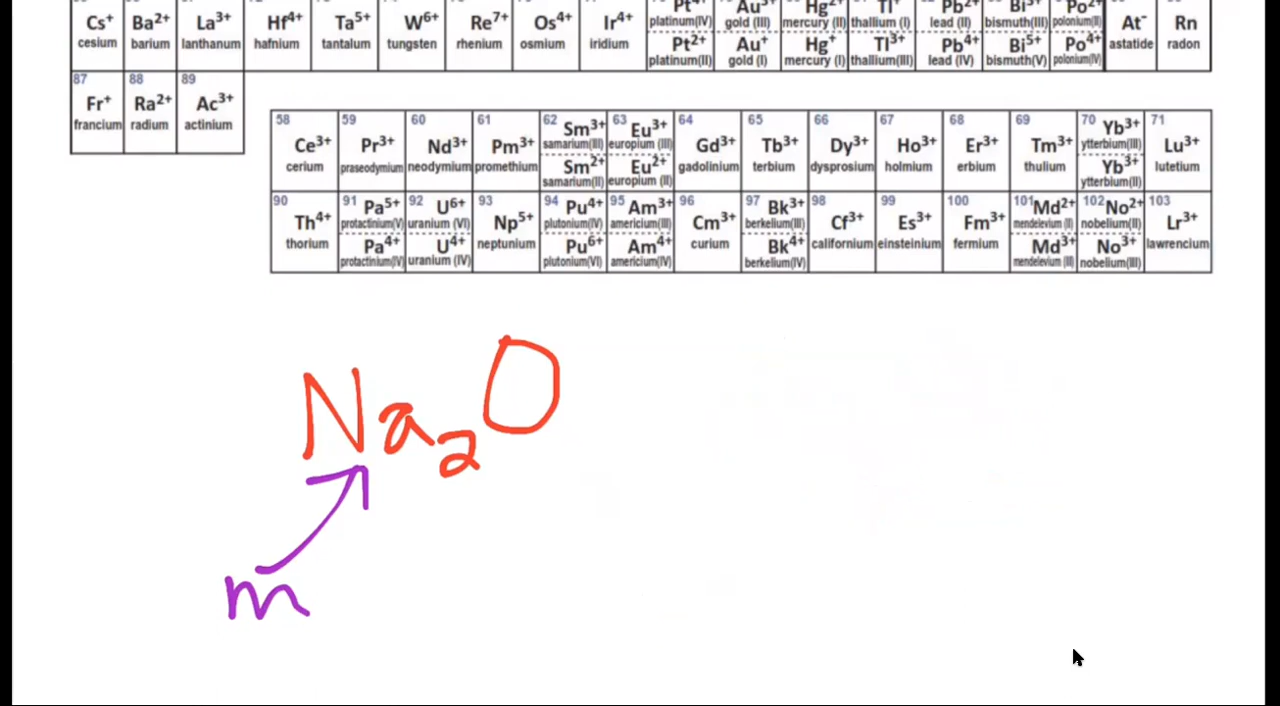 Cs⁺ Ba²⁺ La³⁺ Hf⁴⁺ Ta⁵⁺ W⁶⁺ Re⁷⁺ Os⁴⁺ Ir⁴⁺ Pt⁴⁺ Au³⁺ Hg²⁺ Tl⁺ Pb²⁺ Bi³⁺ Po²⁺ At⁻ Rn
cesium barium lanthanum hafnium tantalum tungsten rhenium osmium iridium platinum(IV) gold (III) mercury (II) thallium (I) lead (II) bismuth(III) polonium(II) astatide radon
Pt²⁺ Au⁺ Hg⁺ Tl³⁺ Pb⁴⁺ Bi⁵⁺ Po⁴⁺
platinum(II) gold (I) mercury (I) thallium(III) lead (IV) bismuth(V) polonium(IV)
87 88 89
Fr⁺ Ra²⁺ Ac³⁺
francium radium actinium
58 59 60 61 62 63 64 65 66 67 68 69 70 71
Ce³⁺ Pr³⁺ Nd³⁺ Pm³⁺ Sm³⁺ Eu³⁺ Gd³⁺ Tb³⁺ Dy³⁺ Ho³⁺ Er³⁺ Tm³⁺ Yb³⁺ Lu³⁺
cerium praseodymium neodymium promethium samarium(III) europium (III) gadolinium terbium dysprosium holmium erbium thulium ytterbium(III) lutetium
Sm²⁺ Eu²⁺ Yb³⁺
samarium(II) europium (II) ytterbium(II)
90 91 92 93 94 95 96 97 98 99 100 101 102 103
Th⁴⁺ Pa⁵⁺ U⁶⁺ Np⁵⁺ Pu⁴⁺ Am³⁺ Cm³⁺ Bk³⁺ Cf³⁺ Es³⁺ Fm³⁺ Md²⁺ No²⁺ Lr³⁺
thorium protactinium(V) uranium (VI) neptunium plutonium(IV) americium(III) curium berkelium(III) californium einsteinium fermium mendelevium (II) nobelium(II) lawrencium
Pa⁴⁺ U⁴⁺ Pu⁶⁺ Am⁴⁺ Bk⁴⁺ Md³⁺ No³⁺
protactinium(IV) uranium (IV) plutonium(VI) americium(IV) berkelium(IV) mendelevium (III) nobelium(III)
Na₂O
m